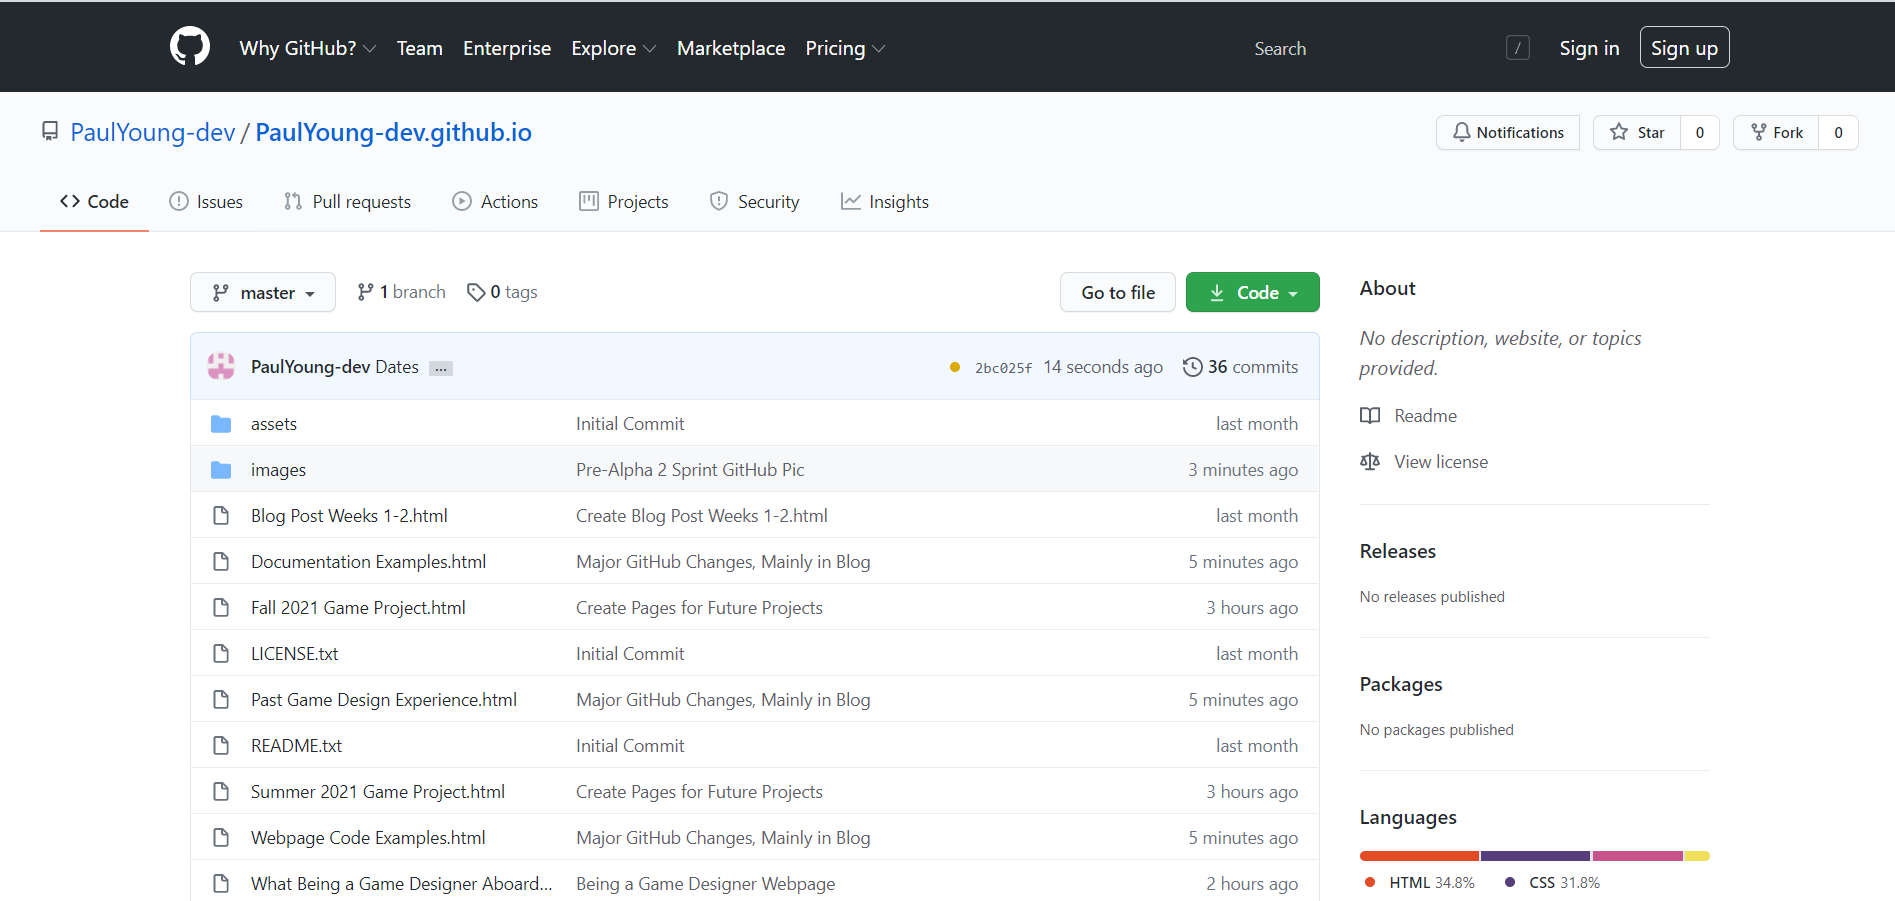 Why GitHub? Team Enterprise Explore Marketplace Pricing Search / Sign in Sign up
PaulYoung-dev / PaulYoung-dev.github.io Notifications Star 0 Fork 0
Code Issues Pull requests Actions Projects Security Insights
master 1 branch 0 tags Go to file Code
PaulYoung-dev Dates ... 2bc025f 14 seconds ago 36 commits
assets Initial Commit last month
images Pre-Alpha 2 Sprint GitHub Pic 3 minutes ago
Blog Post Weeks 1-2.html Create Blog Post Weeks 1-2.html last month
Documentation Examples.html Major GitHub Changes, Mainly in Blog 5 minutes ago
Fall 2021 Game Project.html Create Pages for Future Projects 3 hours ago
LICENSE.txt Initial Commit last month
Past Game Design Experience.html Major GitHub Changes, Mainly in Blog 5 minutes ago
README.txt Initial Commit last month
Summer 2021 Game Project.html Create Pages for Future Projects 3 hours ago
Webpage Code Examples.html Major GitHub Changes, Mainly in Blog 5 minutes ago
What Being a Game Designer Aboard... Being a Game Designer Webpage 2 hours ago
About
No description, website, or topics
provided.
Readme
View license
Releases
No releases published
Packages
No packages published
Languages
HTML 34.8% CSS 31.8%